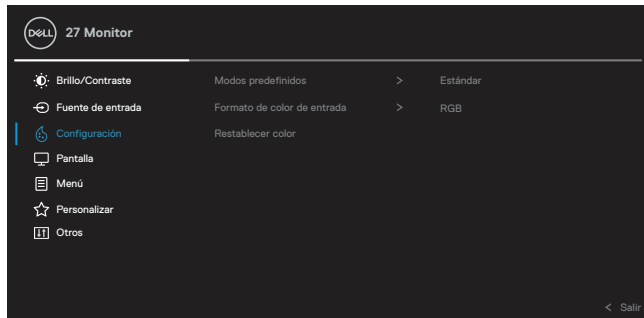 DELL 27 Monitor
Brillo/Contraste Modos predefinidos > Estándar
Fuente de entrada Formato de color de entrada > RGB
Configuración Restablecer color
Pantalla
Menú
Personalizar
Otros
< Salir